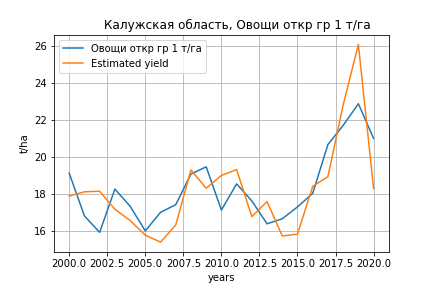 Калужская область, Овощи откр гр 1 т/га
Овощи откр гр 1 т/га
Estimated yield
t/ha
26
24
22
20
18
16
2000.0 2002.5 2005.0 2007.5 2010.0 2012.5 2015.0 2017.5 2020.0
years